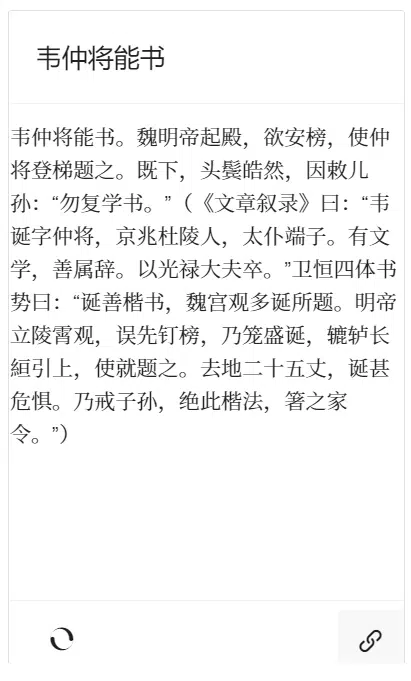 韦仲将能书
韦仲将能书。魏明帝起殿，欲安榜，使仲
将登梯题之。既下，头鬓皓然，因敕儿
孙：“勿复学书。”（《文章叙录》曰：“韦
诞字仲将，京兆杜陵人，太仆端子。有文
学，善属辞。以光禄大夫卒。”卫恒四体书
势曰：“诞善楷书，魏宫观多诞所题。明帝
立陵霄观，误先钉榜，乃笼盛诞，辘轳长
絙引上，使就题之。去地二十五丈，诞甚
危惧。乃戒子孙，绝此楷法，箸之家
令。”）